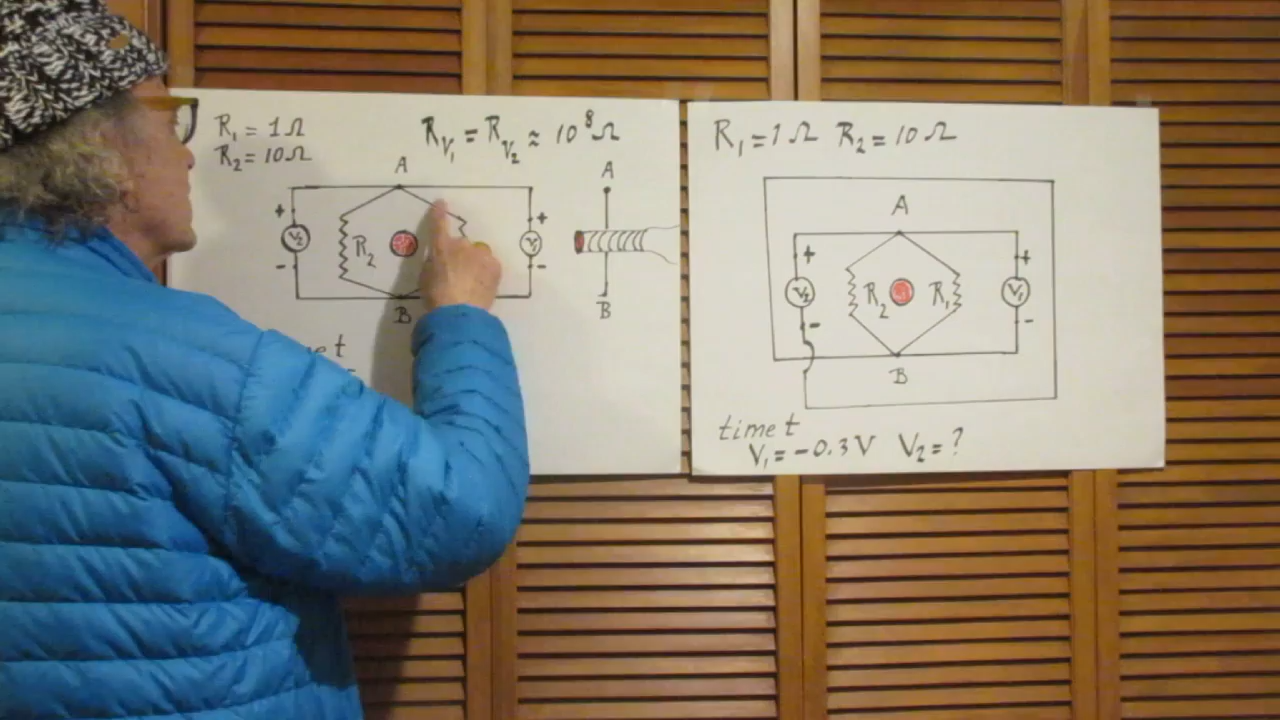 R₁ = 1Ω
R₂ = 10Ω
R_V₁ = R_V₂ ≈ 10⁸ Ω
A
+ V₂ -
R₂
+ V₁ -
B
A
B
R₁ = 1Ω R₂ = 10Ω
A
+ V₂ -
R₂ R₁
+ V₁ -
B
time t
V₁ = -0.3V V₂ = ?